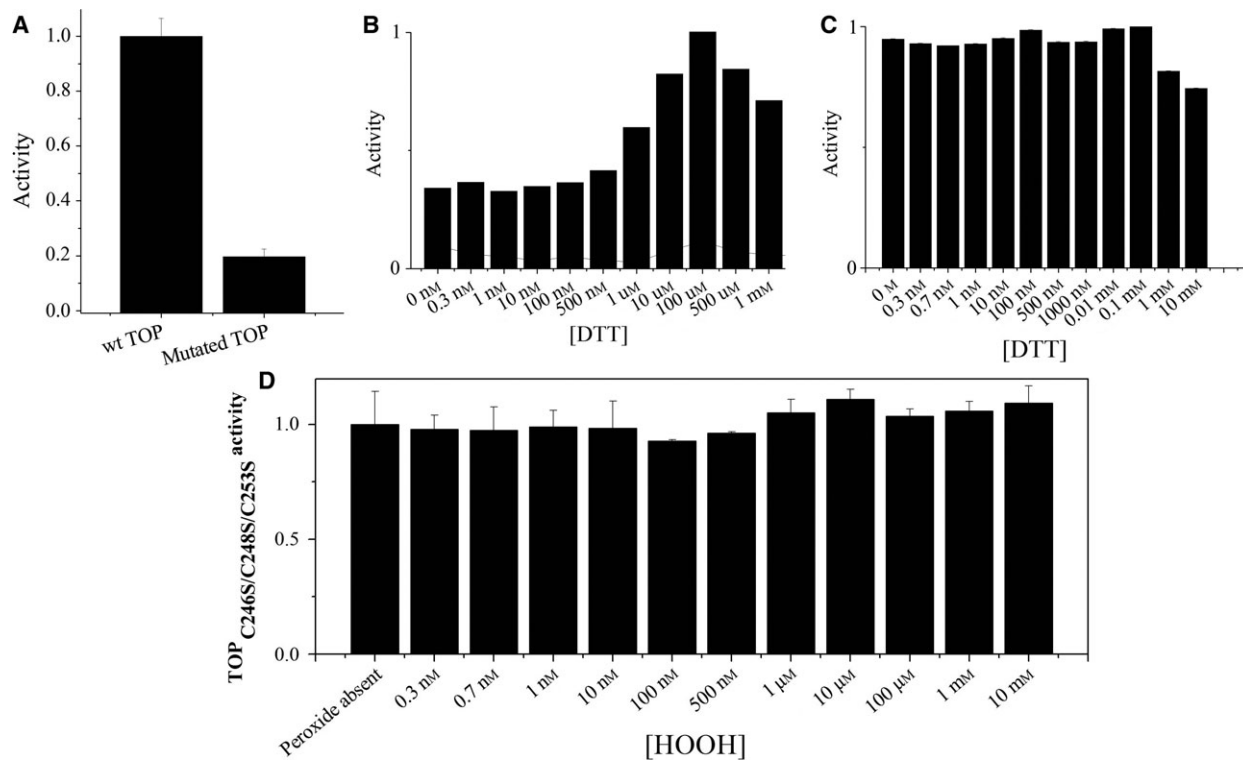 A
Activity
1.0
0.8
0.6
0.4
0.2
0.0
wt TOP
Mutated TOP
B
Activity
1
0
0 nM
0.3 nM
1 nM
10 nM
100 nM
500 nM
1 uM
10 μM
100 uM
500 uM
1 mM
[DTT]
C
Activity
1
0
0 M
0.3 nM
0.7 nM
1 nM
10 nM
100 nM
500 nM
1000 nM
0.01 mM
0.1 mM
1 mM
10 mM
[DTT]
D
TOP C246S/C248S/C253S activity
1.0
0.5
0.0
Peroxide absent
0.3 nM
0.7 nM
1 nM
10 nM
100 nM
500 nM
1 μM
10 μM
100 μM
1 mM
10 mM
[HOOH]